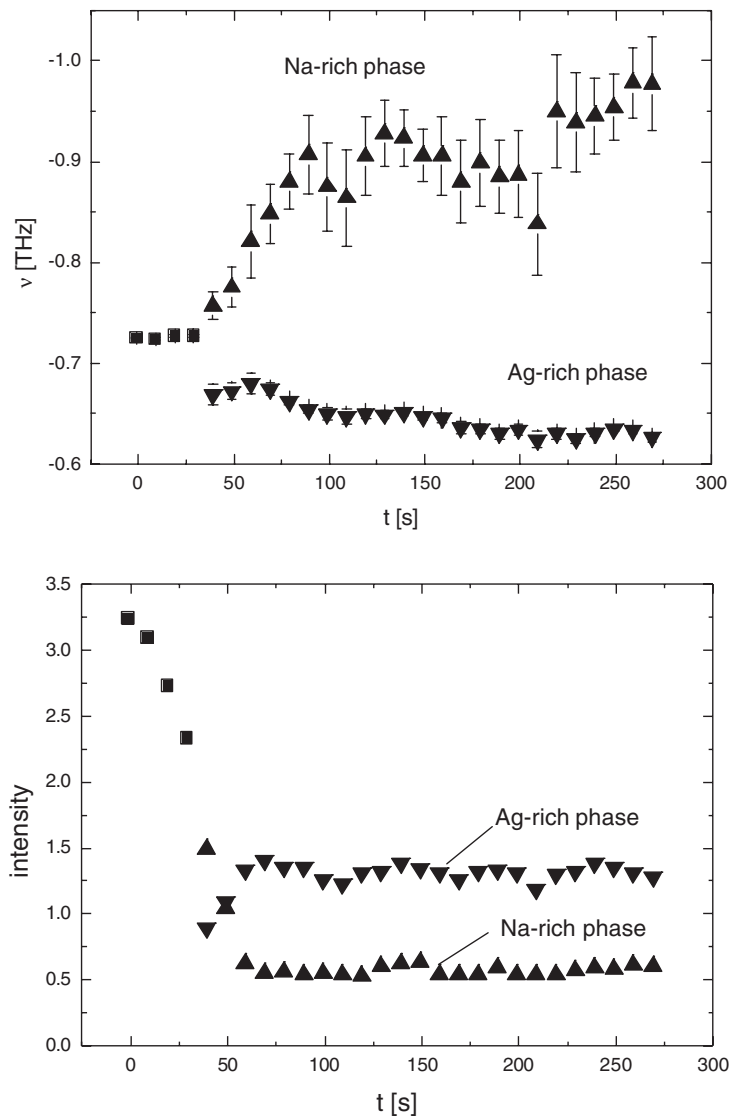 -1.0
Na-rich phase
-0.9
-0.8
ν [THz]
-0.7
Ag-rich phase
-0.6
0 50 100 150 200 250 300
t [s]
3.5
3.0
2.5
2.0
1.5
intensity
Ag-rich phase
1.0
Na-rich phase
0.5
0.0
0 50 100 150 200 250 300
t [s]